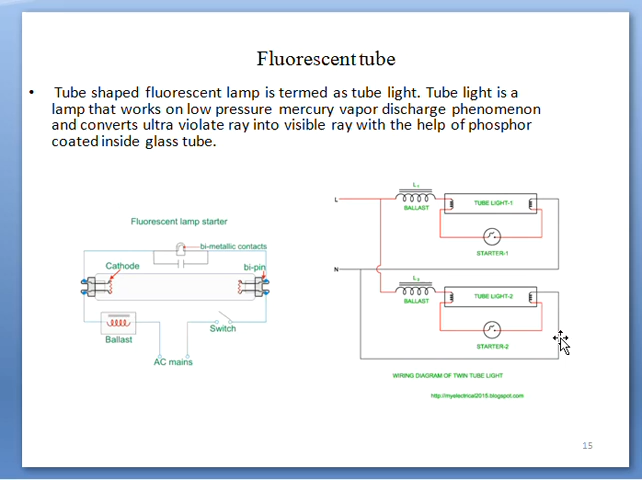 Fluorescent tube
• Tube shaped fluorescent lamp is termed as tube light. Tube light is a
lamp that works on low pressure mercury vapor discharge phenomenon
and converts ultra violate ray into visible ray with the help of phosphor
coated inside glass tube.
Fluorescent lamp starter
bi-metallic contacts
Cathode
bi-pin
Ballast
Switch
AC mains
L
L₁
BALLAST
TUBE LIGHT-1
STARTER-1
N
L₂
BALLAST
TUBE LIGHT-2
STARTER-2
WIRING DIAGRAM OF TWIN TUBE LIGHT
http://myelectrical2015.blogspot.com
15